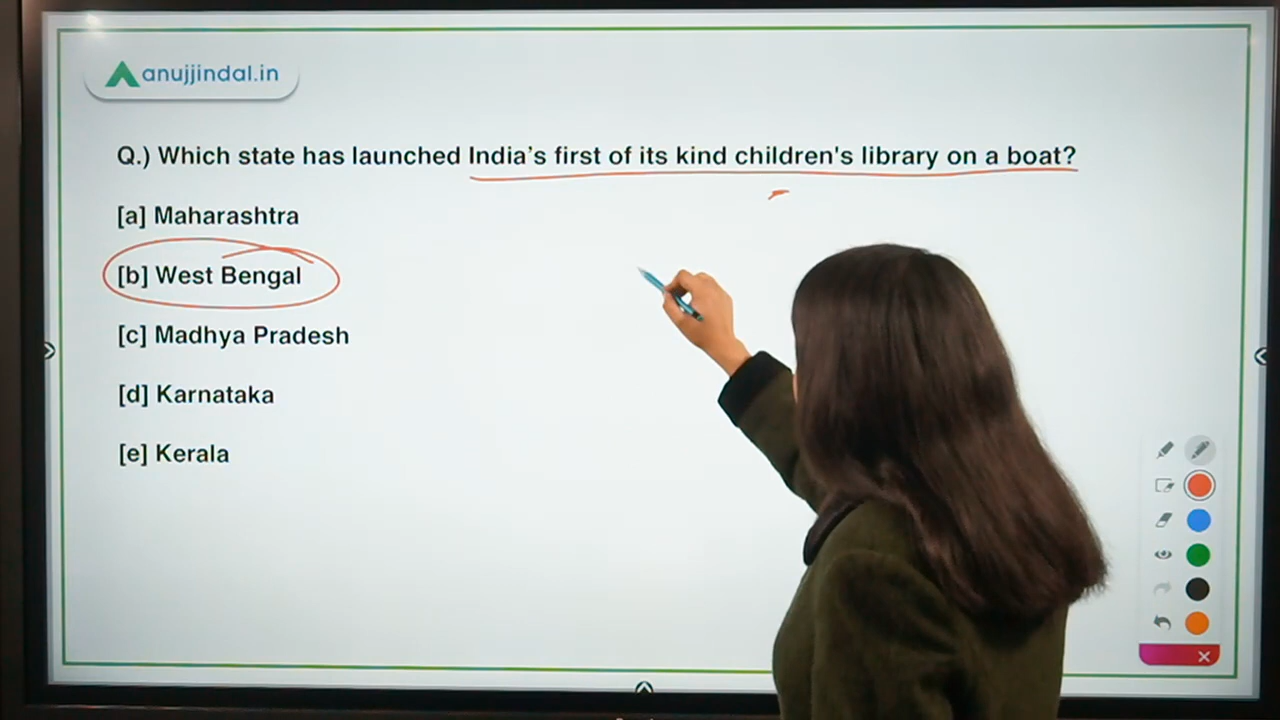 anujjindal.in
Q.) Which state has launched India’s first of its kind children's library on a boat?
[a] Maharashtra
[b] West Bengal
[c] Madhya Pradesh
[d] Karnataka
[e] Kerala